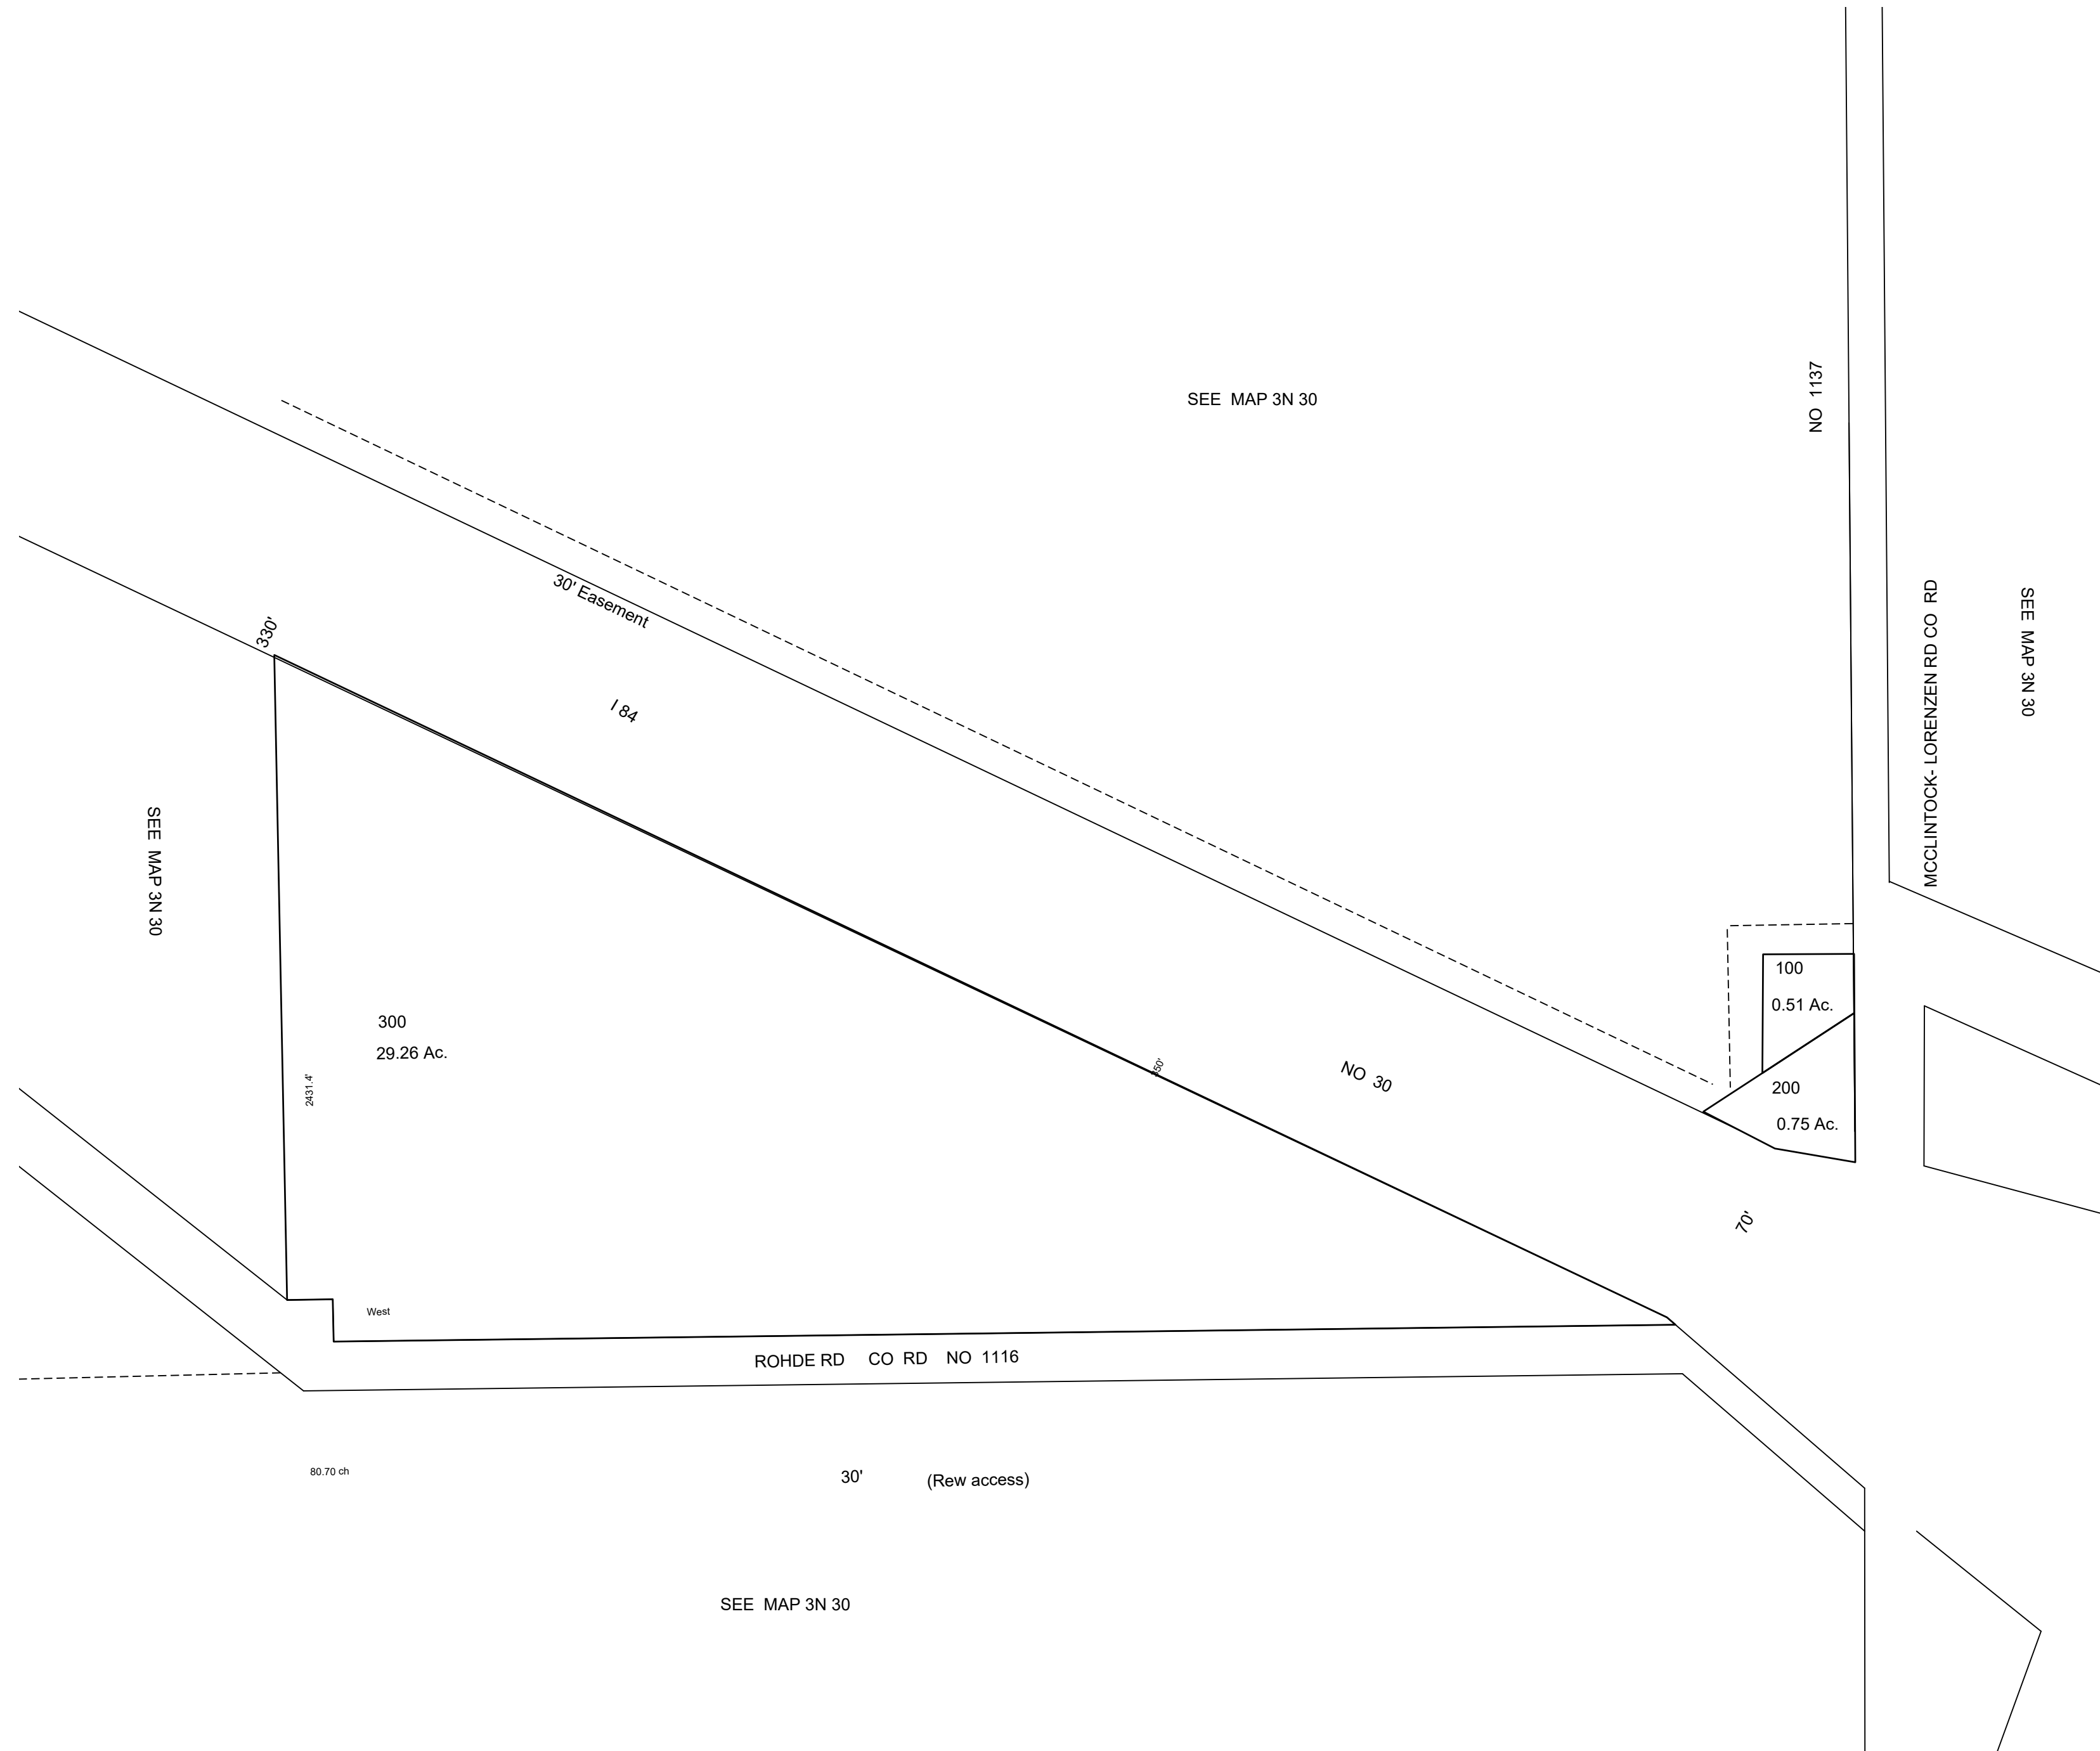 NO 1137
SEE MAP 3N 30
30' Easement
MCCLINTOCK- LORENZEN RD CO RD
SEE MAP 3N 30
330'
I 84
SEE MAP 3N 30
100
0.51 Ac.
300
29.26 Ac.
2431.4'
NO 30
200
0.75 Ac.
70'
West
ROHDE RD CO RD NO 1116
80.70 ch
30' (Rew access)
SEE MAP 3N 30